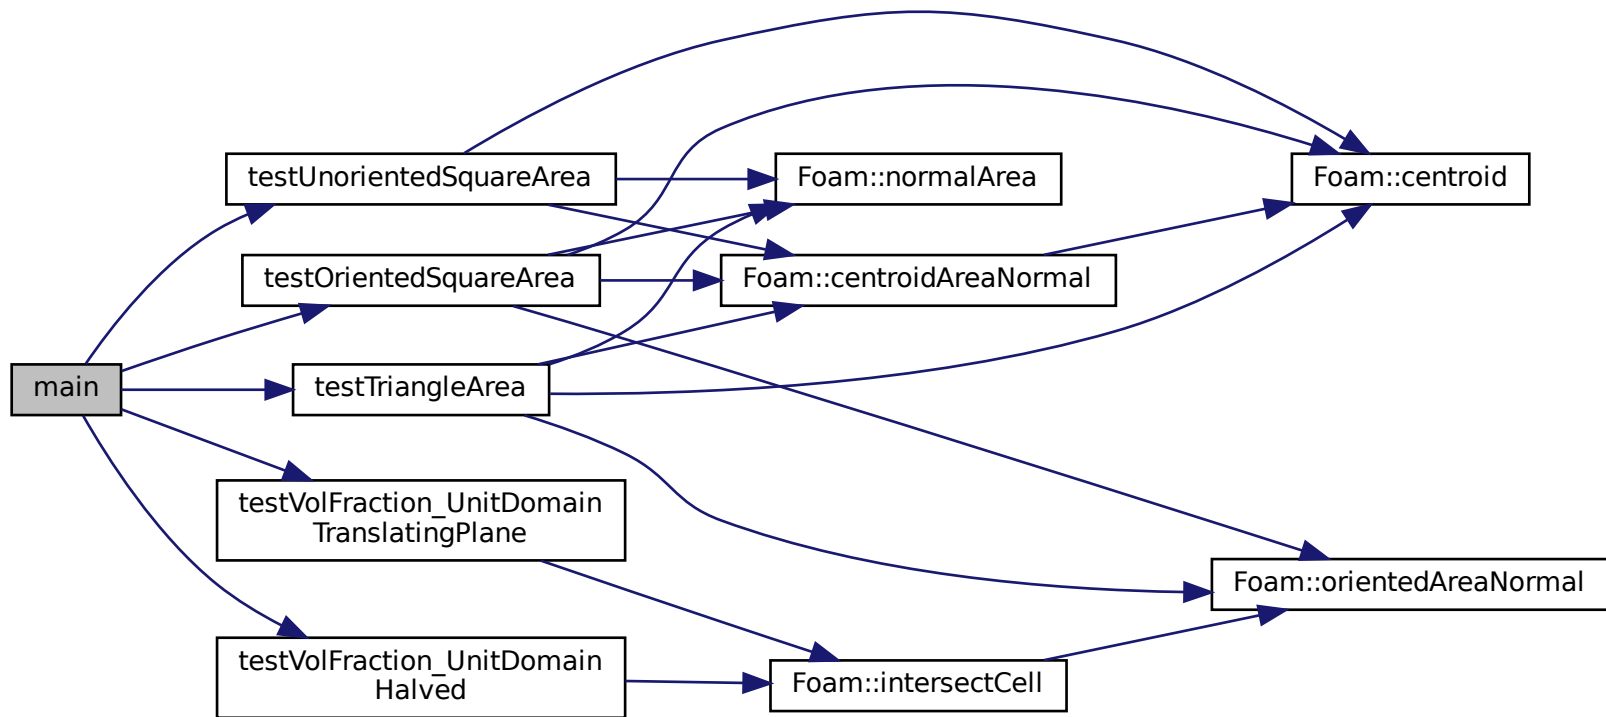 main
testUnorientedSquareArea
testOrientedSquareArea
testTriangleArea
testVolFraction_UnitDomain
TranslatingPlane
testVolFraction_UnitDomain
Halved
Foam::normalArea
Foam::centroidAreaNormal
Foam::intersectCell
Foam::centroid
Foam::orientedAreaNormal